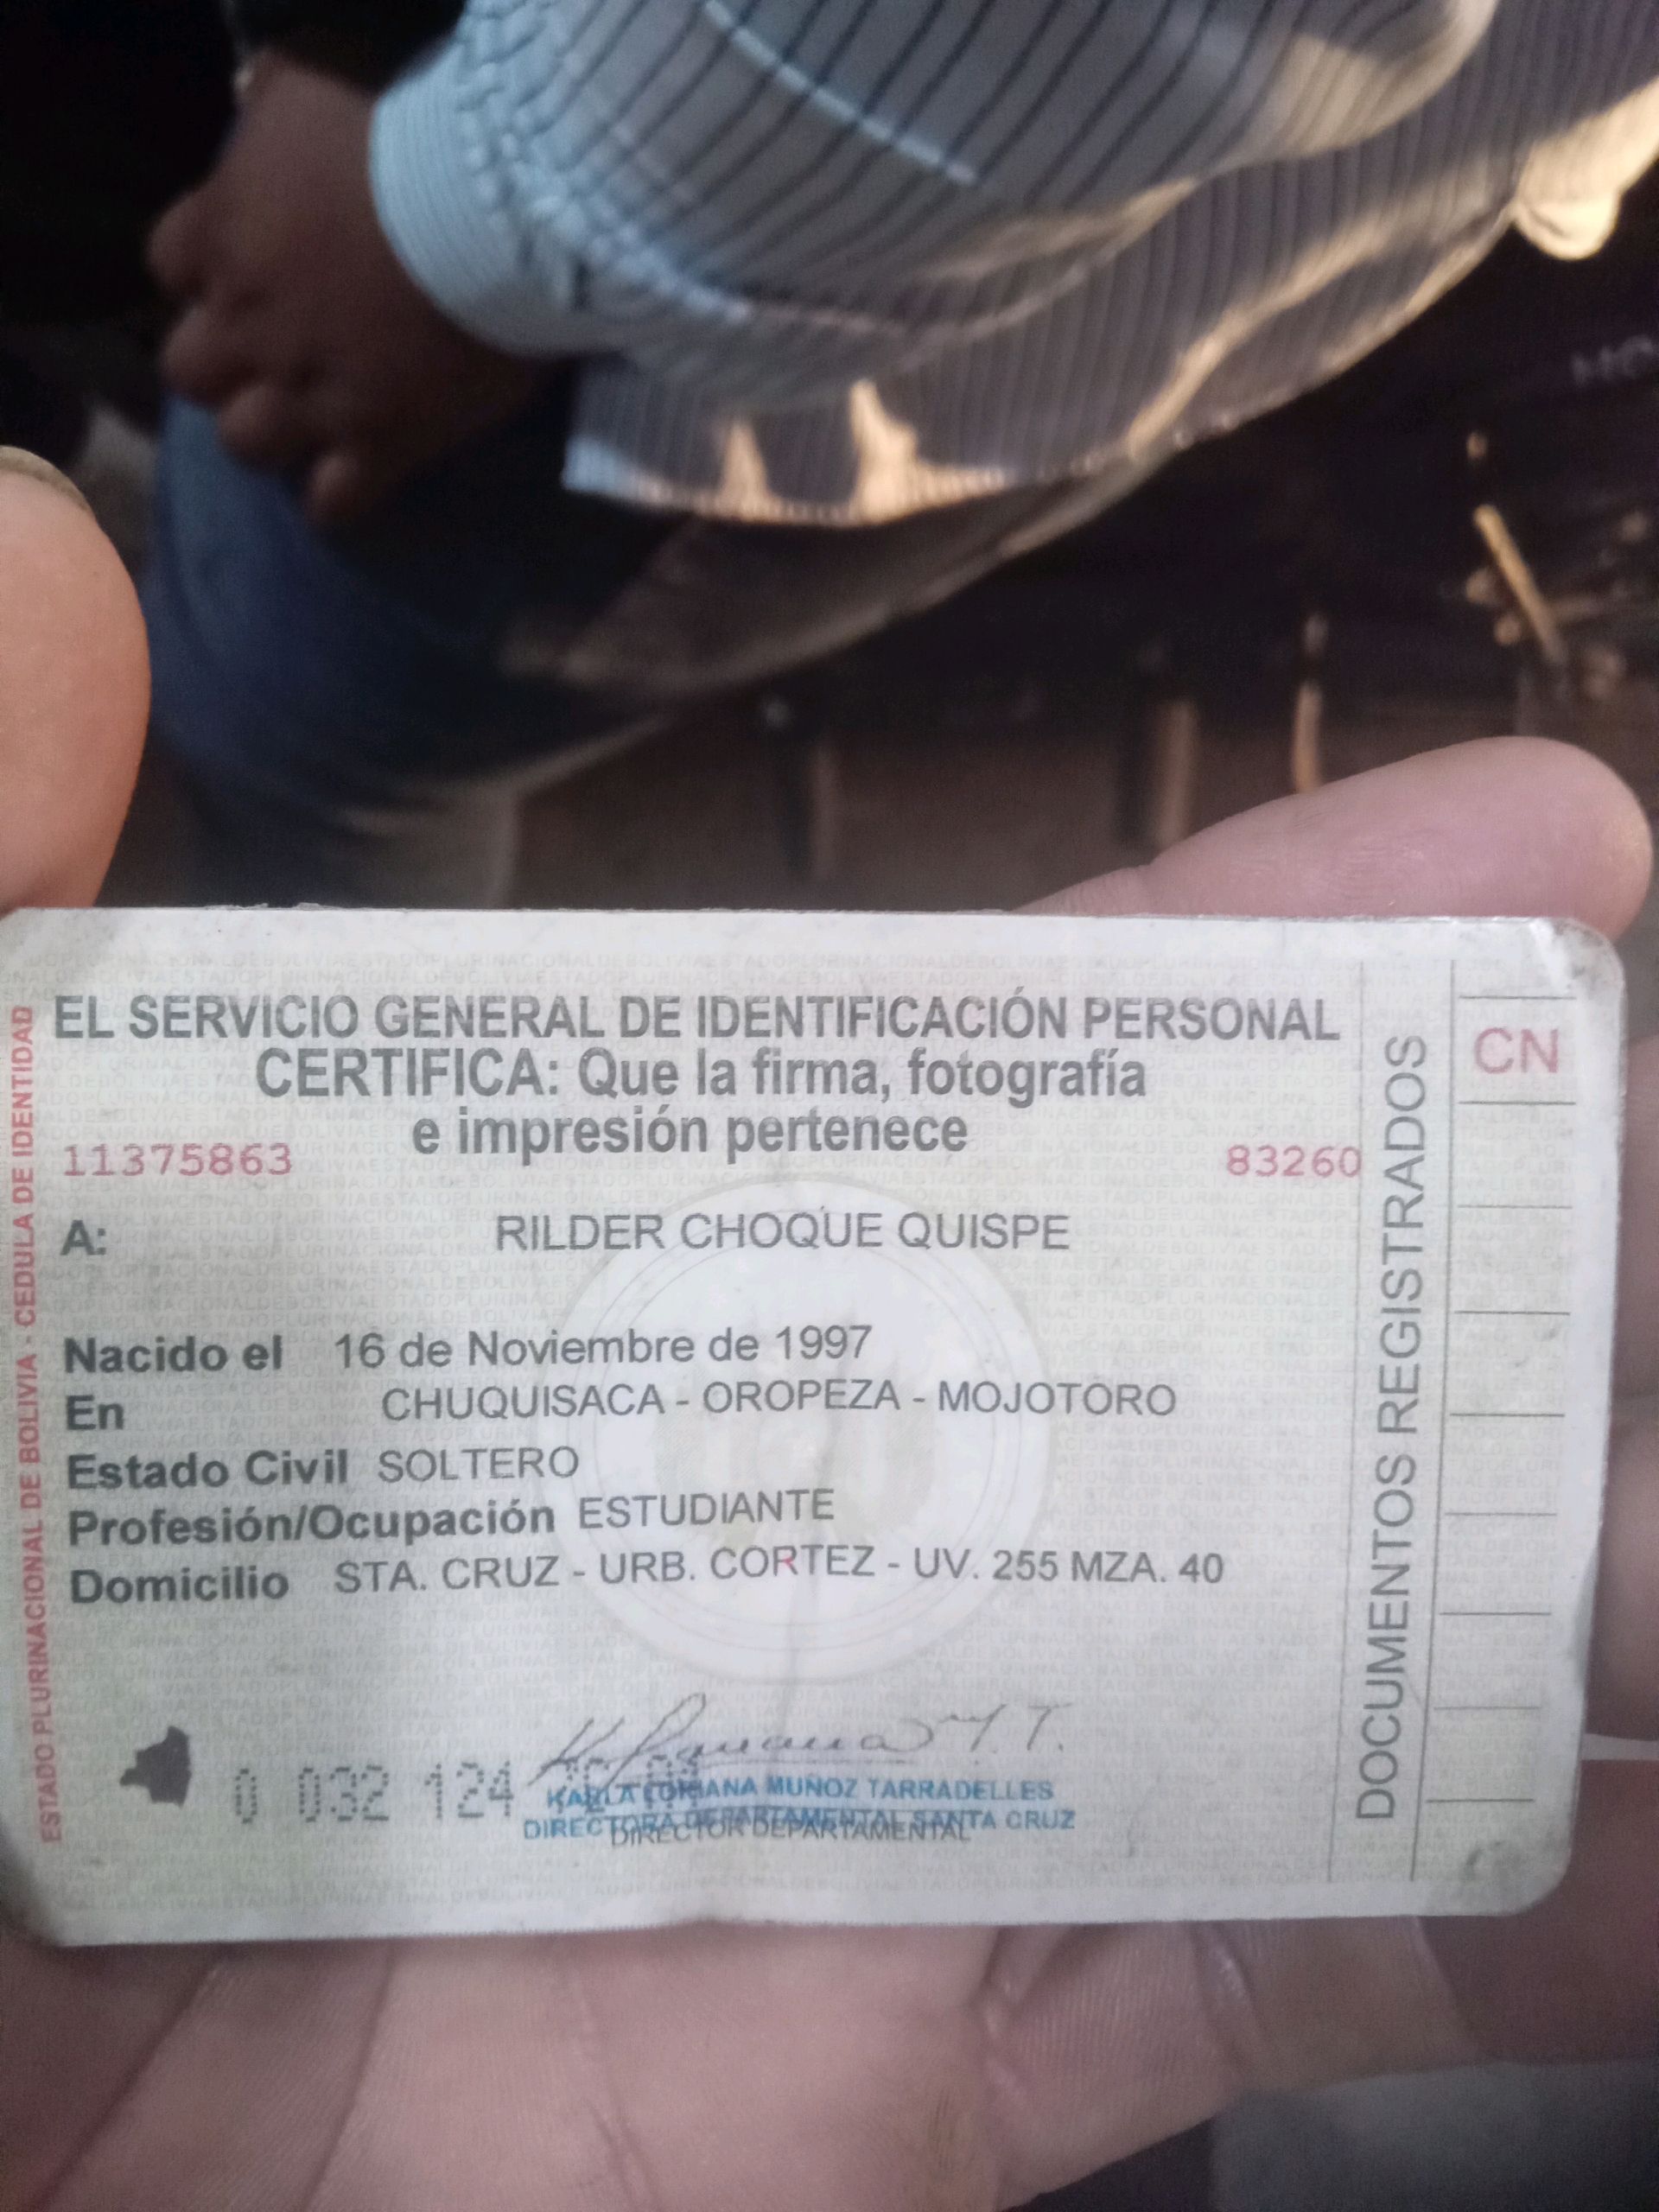 EL SERVICIO GENERAL DE IDENTIFICACIÓN PERSONAL
CERTIFICA: Que la firma, fotografía
e impresión pertenece
11375863
83260
A: RILDER CHOQUE QUISPE
Nacido el 16 de Noviembre de 1997
En CHUQUISACA - OROPEZA - MOJOTORO
Estado Civil SOLTERO
Profesión/Ocupación ESTUDIANTE
Domicilio STA. CRUZ - URB. CORTEZ - UV. 255 MZA. 40
0 032 124
KARLA LORIANA MUÑOZ TARRADELLES
DIRECTORA DEPARTAMENTAL SANTA CRUZ
DIRECTOR DEPARTAMENTAL
ESTADO PLURINACIONAL DE BOLIVIA - CEDULA DE IDENTIDAD
DOCUMENTOS REGISTRADOS
CN